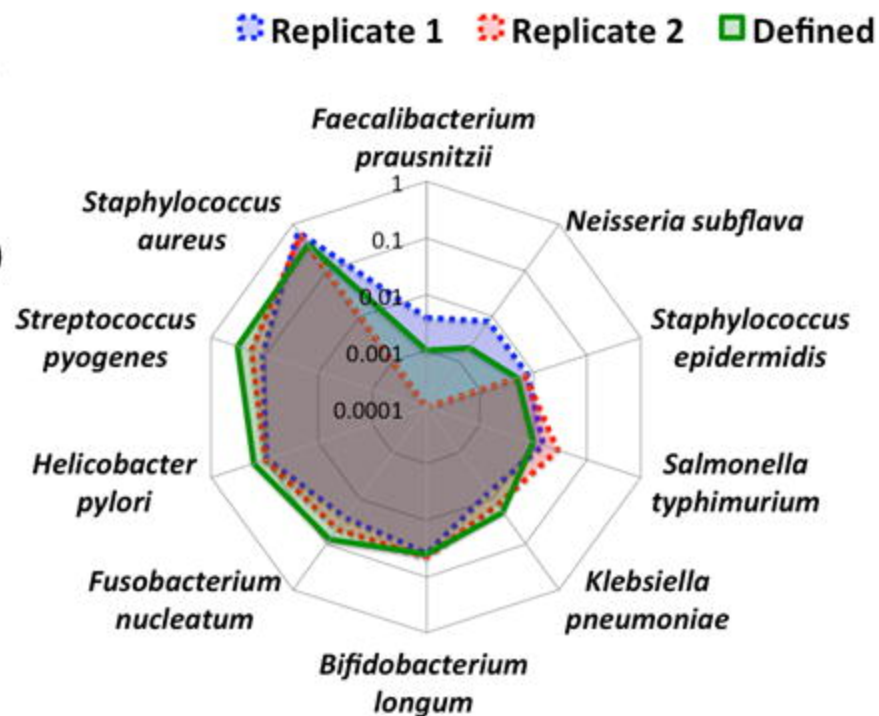 Replicate 1 Replicate 2 Defined
Faecalibacterium
prausnitzii
Neisseria subflava
Staphylococcus
epidermidis
Salmonella
typhimurium
Klebsiella
pneumoniae
Bifidobacterium
longum
Fusobacterium
nucleatum
Helicobacter
pylori
Streptococcus
pyogenes
Staphylococcus
aureus
1
0.1
0.01
0.001
0.0001
)